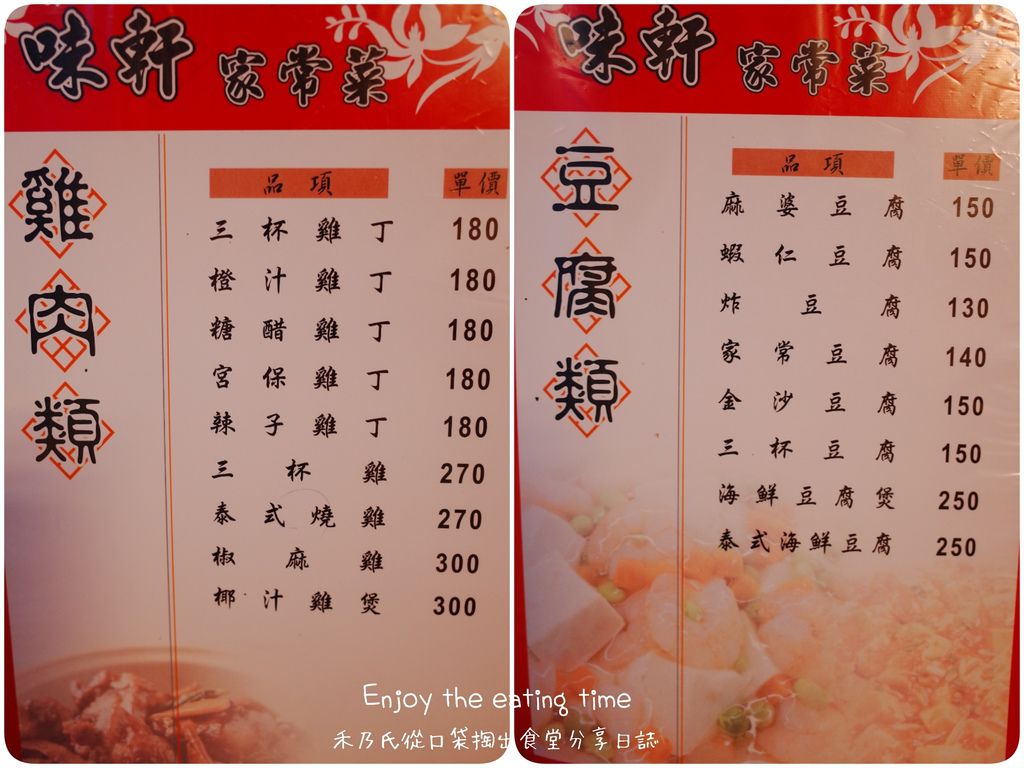 味軒 家常菜
雞肉類
品項 單價
三杯雞丁 180
橙汁雞丁 180
糖醋雞丁 180
宮保雞丁 180
辣子雞丁 180
三杯雞 270
泰式燒雞 270
椒麻雞 300
椰汁雞煲 300
味軒 家常菜
豆腐類
品項 單價
麻婆豆腐 150
蝦仁豆腐 150
炸豆腐 130
家常豆腐 140
金沙豆腐 150
三杯豆腐 150
海鮮豆腐煲 250
泰式海鮮豆腐 250
Enjoy the eating time
禾乃氏從口袋掏出食堂分享日誌